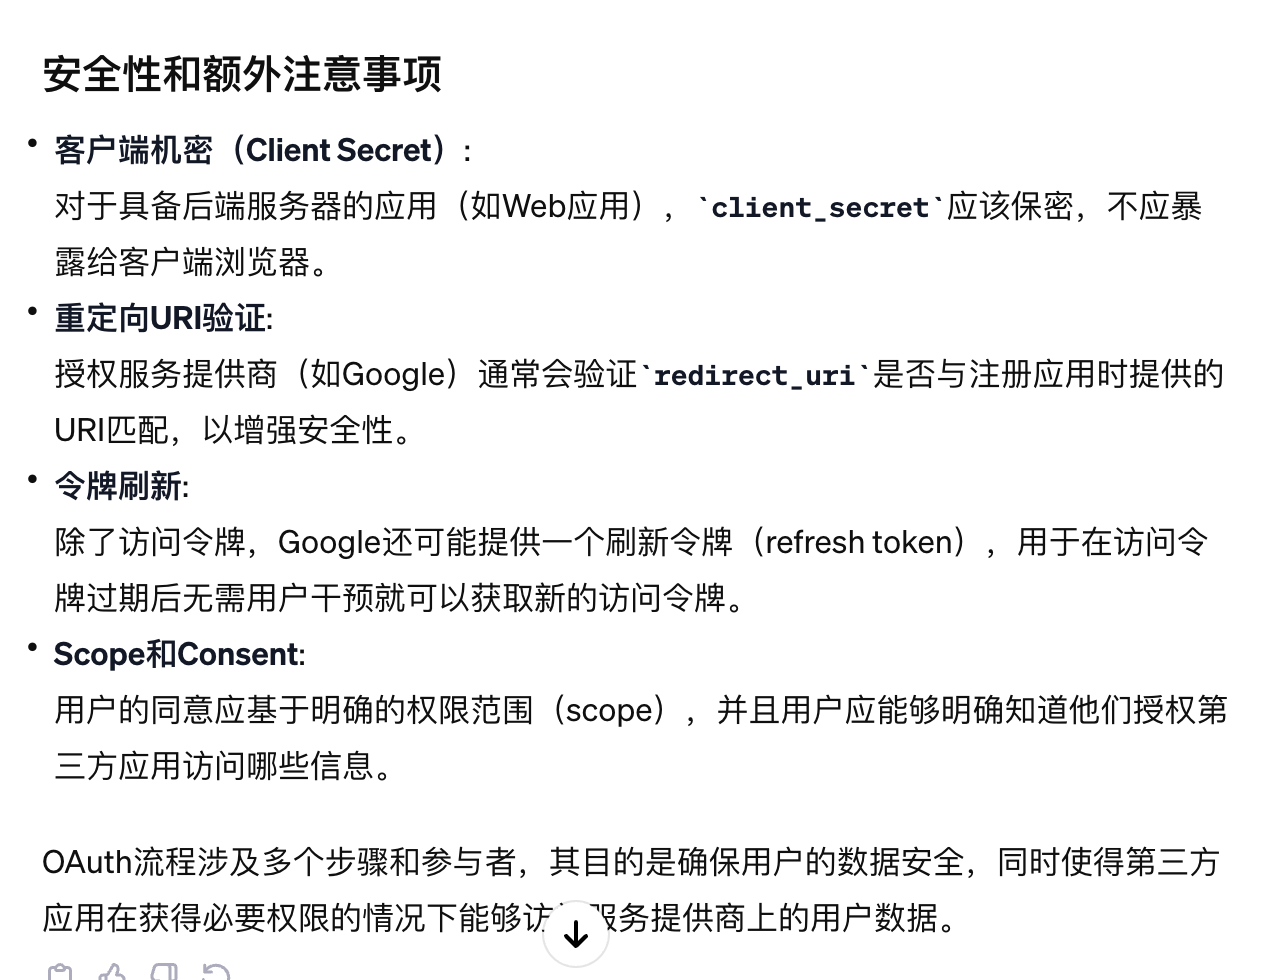 安全性和额外注意事项
• 客户端机密（Client Secret）:
对于具备后端服务器的应用（如Web应用），`client_secret`应该保密，不应暴
露给客户端浏览器。
• 重定向URI验证:
授权服务提供商（如Google）通常会验证`redirect_uri`是否与注册应用时提供的
URI匹配，以增强安全性。
• 令牌刷新:
除了访问令牌，Google还可能提供一个刷新令牌（refresh token），用于在访问令
牌过期后无需用户干预就可以获取新的访问令牌。
• Scope和Consent:
用户的同意应基于明确的权限范围（scope），并且用户应能够明确知道他们授权第
三方应用访问哪些信息。
OAuth流程涉及多个步骤和参与者，其目的是确保用户的数据安全，同时使得第三方
应用在获得必要权限的情况下能够访 服务提供商上的用户数据。